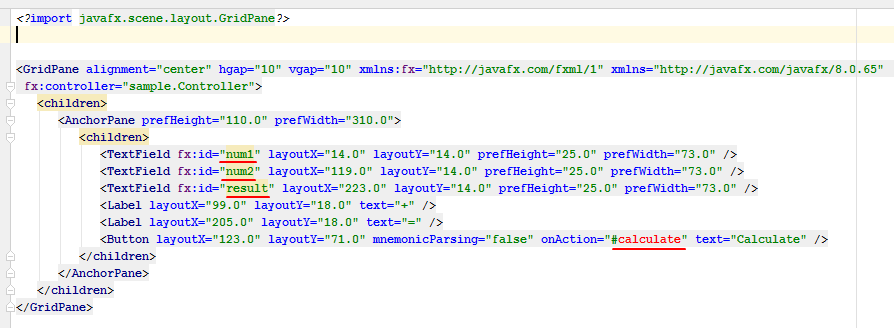 <?import javafx.scene.layout.GridPane?>
<GridPane alignment="center" hgap="10" vgap="10" xmlns:fx="http://javafx.com/fxml/1" xmlns="http://javafx.com/javafx/8.0.65"
fx:controller="sample.Controller">
<children>
<AnchorPane prefHeight="110.0" prefWidth="310.0">
<children>
<TextField fx:id="num1" layoutX="14.0" layoutY="14.0" prefHeight="25.0" prefWidth="73.0" />
<TextField fx:id="num2" layoutX="119.0" layoutY="14.0" prefHeight="25.0" prefWidth="73.0" />
<TextField fx:id="result" layoutX="223.0" layoutY="14.0" prefHeight="25.0" prefWidth="73.0" />
<Label layoutX="99.0" layoutY="18.0" text="+" />
<Label layoutX="205.0" layoutY="18.0" text="=" />
<Button layoutX="123.0" layoutY="71.0" mnemonicParsing="false" onAction="#calculate" text="Calculate" />
</children>
</AnchorPane>
</children>
</GridPane>